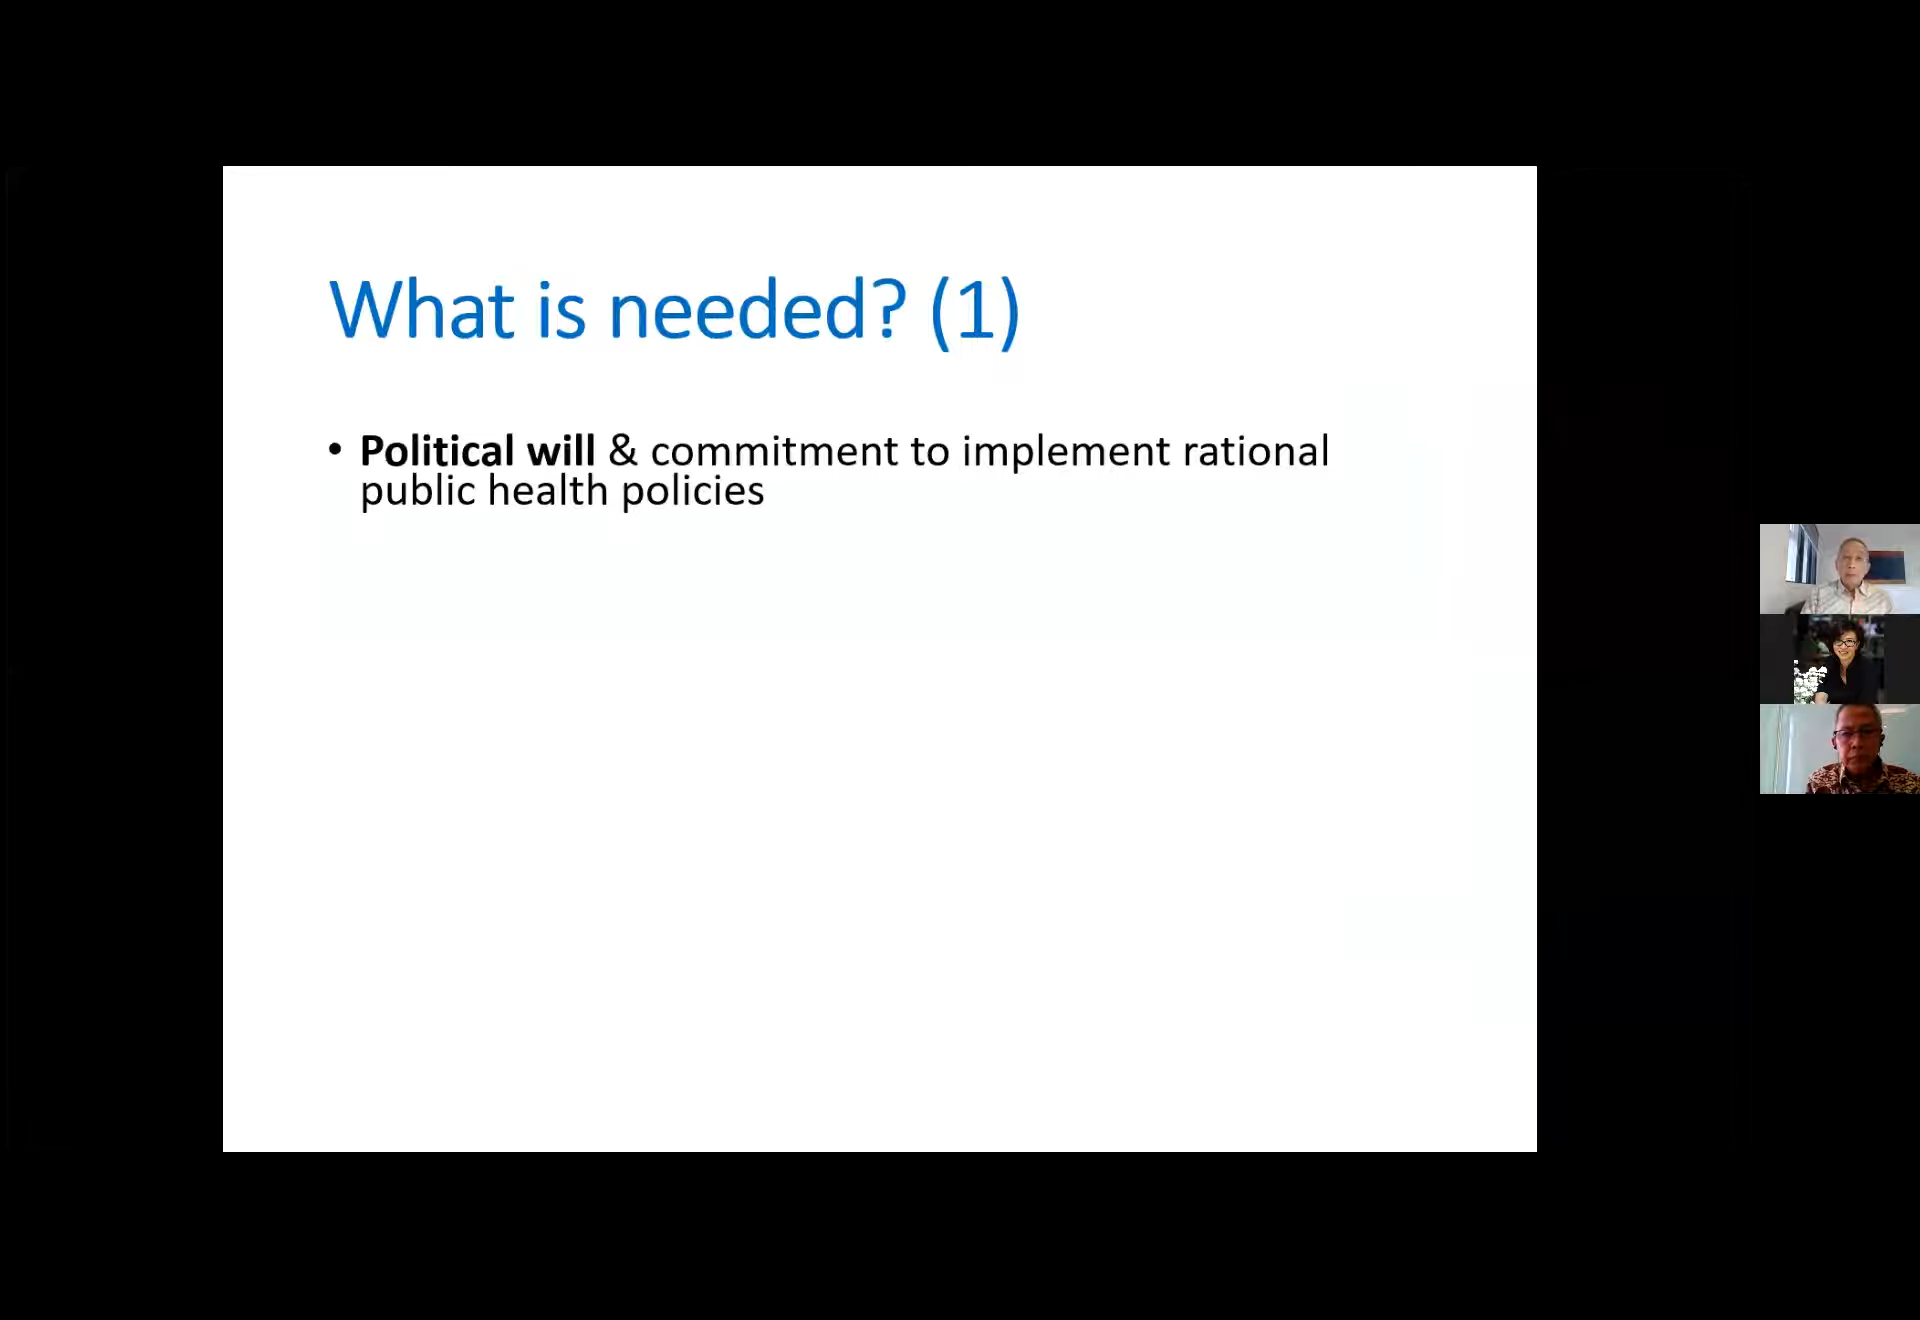 What is needed? (1)
• Political will & commitment to implement rational
public health policies